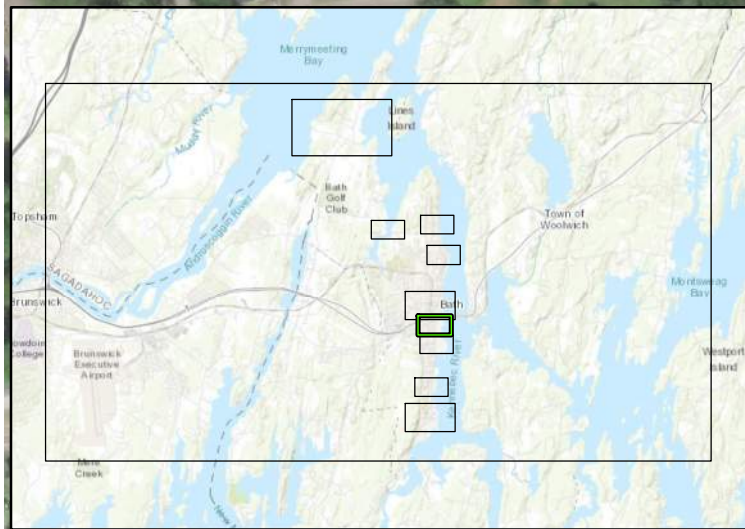 Merrymeeting
Bay
Lines
Island
Muddy River
Bath
Golf
Club
Topsham
Town of
Woolwich
Androscoggin River
SAGADAHOC
Montsweag
Bay
Brunswick
Bath
Bowdoin
College
Brunswick
Executive
Airport
Westport
Island
Kennebec River
Mere
Creek